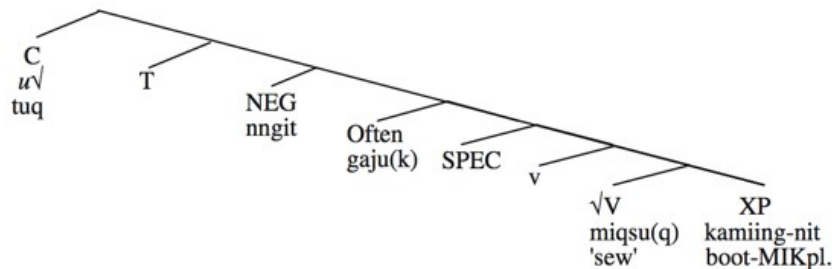 C
u√
tuq
T
NEG
nngit
Often
gaju(k)
SPEC
v
√V
miqsu(q)
'sew'
XP
kamiing-nit
boot-MIKpl.